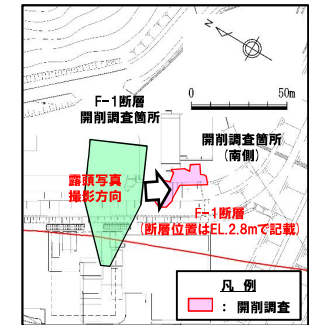 N
F-1断層
開削調査箇所
0 50m
開削調査箇所
(南側)
露頭写真
撮影方向
F-1断層
(断層位置はEL.2.8mで記載)
凡 例
: 開削調査